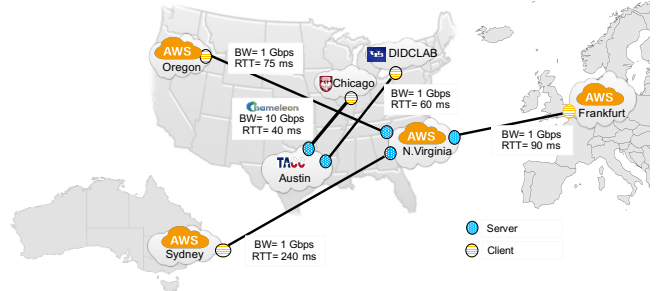 AWS
Oregon
BW= 1 Gbps
RTT= 75 ms
DIDCLAB
Chicago
BW= 1 Gbps
RTT= 60 ms
Chameleon
BW= 10 Gbps
RTT= 40 ms
AWS
Frankfurt
AWS
N.Virginia
BW= 1 Gbps
RTT= 90 ms
TACC
Austin
AWS
Sydney
BW= 1 Gbps
RTT= 240 ms
Server
Client